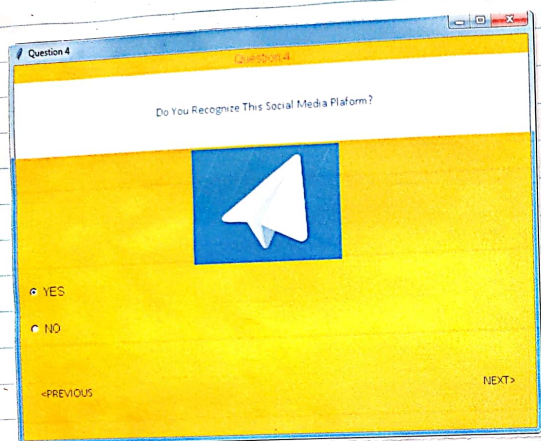 Question 4
Question 4
Do You Recognize This Social Media Plaform?
YES
NO
<PREVIOUS
NEXT>